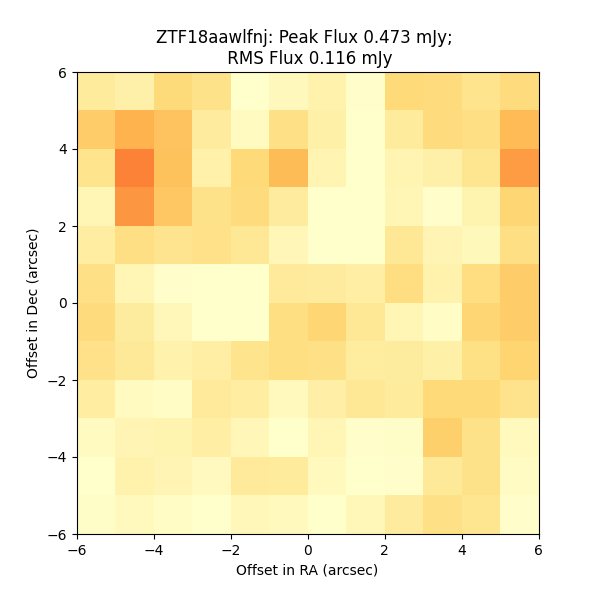 ZTF18aawlfnj: Peak Flux 0.473 mJy;
RMS Flux 0.116 mJy
6
4
2
0
−2
−4
−6
Offset in Dec (arcsec)
−6 −4 −2 0 2 4 6
Offset in RA (arcsec)